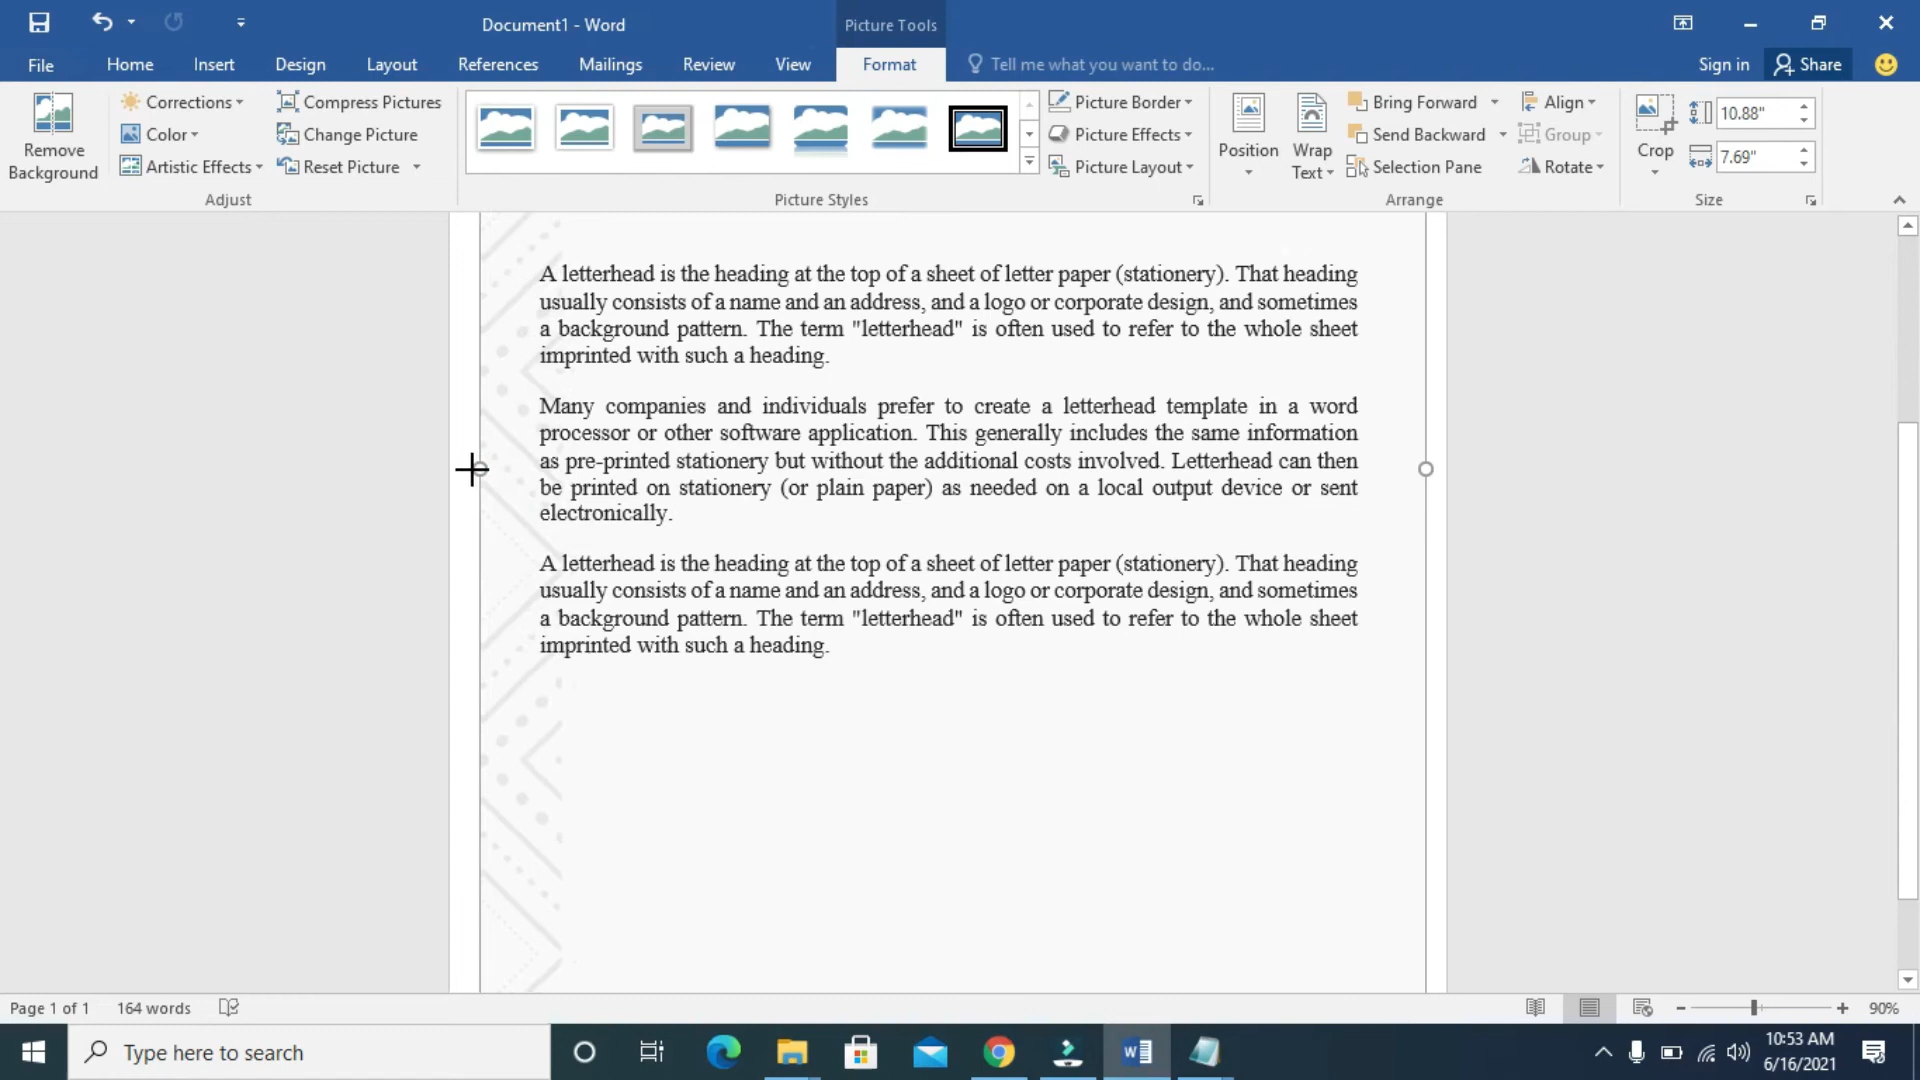 Document1 - Word
Picture Tools
File
Home
Insert
Design
Layout
References
Mailings
Review
View
Format
Tell me what you want to do...
Sign in
Share
Remove
Background
Corrections
Color
Artistic Effects
Compress Pictures
Change Picture
Reset Picture
Adjust
Picture Styles
Picture Border
Picture Effects
Picture Layout
Position
Wrap
Text
Bring Forward
Send Backward
Selection Pane
Align
Group
Rotate
Arrange
Crop
10.88"
7.69"
Size
A letterhead is the heading at the top of a sheet of letter paper (stationery). That heading
usually consists of a name and an address, and a logo or corporate design, and sometimes
a background pattern. The term "letterhead" is often used to refer to the whole sheet
imprinted with such a heading.
Many companies and individuals prefer to create a letterhead template in a word
processor or other software application. This generally includes the same information
as pre-printed stationery but without the additional costs involved. Letterhead can then
be printed on stationery (or plain paper) as needed on a local output device or sent
electronically.
A letterhead is the heading at the top of a sheet of letter paper (stationery). That heading
usually consists of a name and an address, and a logo or corporate design, and sometimes
a background pattern. The term "letterhead" is often used to refer to the whole sheet
imprinted with such a heading.
Page 1 of 1
164 words
90%
Type here to search
10:53 AM
6/16/2021